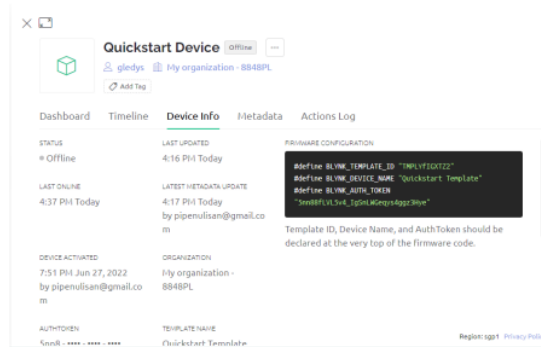 Quickstart Device Offline ...
gledys My organization - 8848PL
Add Tag
Dashboard Timeline Device Info Metadata Actions Log
STATUS
Offline
LAST UPDATED
4:16 PM Today
FIRMWARE CONFIGURATION
#define BLYNK_TEMPLATE_ID "TMPLYfIGXTZ2"
#define BLYNK_DEVICE_NAME "Quickstart Template"
#define BLYNK_AUTH_TOKEN
Template ID, Device Name, and AuthToken should be
declared at the very top of the firmware code.
LAST ONLINE
4:37 PM Today
LATEST METADATA UPDATE
4:17 PM Today
by pipenulisan@gmail.co
m
DEVICE ACTIVATED
7:51 PM Jun 27, 2022
by pipenulisan@gmail.co
m
ORGANIZATION
My organization -
8848PL
AUTHTOKEN
5nn8 - •••• - •••• - ••••
TEMPLATE NAME
Quickstart Template
Region: sgp1 Privacy Poli